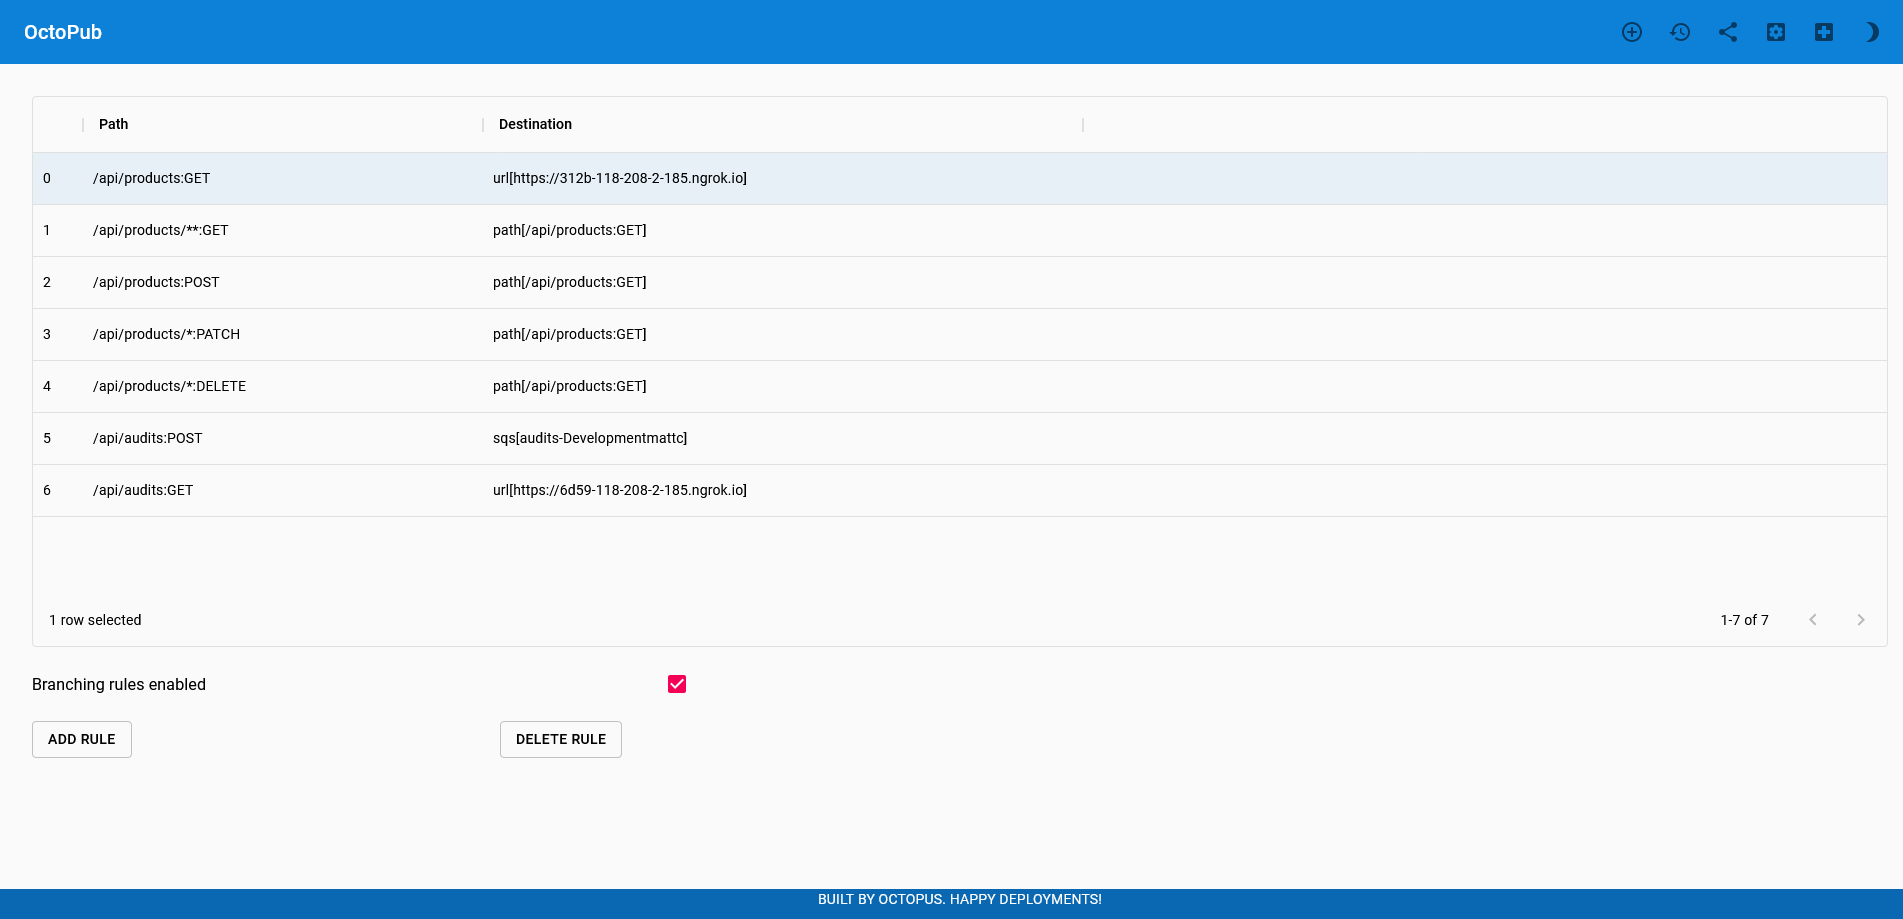 OctoPub
Path Destination
0 /api/products:GET url[https://312b-118-208-2-185.ngrok.io]
1 /api/products/**:GET path[/api/products:GET]
2 /api/products:POST path[/api/products:GET]
3 /api/products/*:PATCH path[/api/products:GET]
4 /api/products/*:DELETE path[/api/products:GET]
5 /api/audits:POST sqs[audits-Developmentmattc]
6 /api/audits:GET url[https://6d59-118-208-2-185.ngrok.io]
1 row selected 1-7 of 7
Branching rules enabled
ADD RULE DELETE RULE
BUILT BY OCTOPUS. HAPPY DEPLOYMENTS!